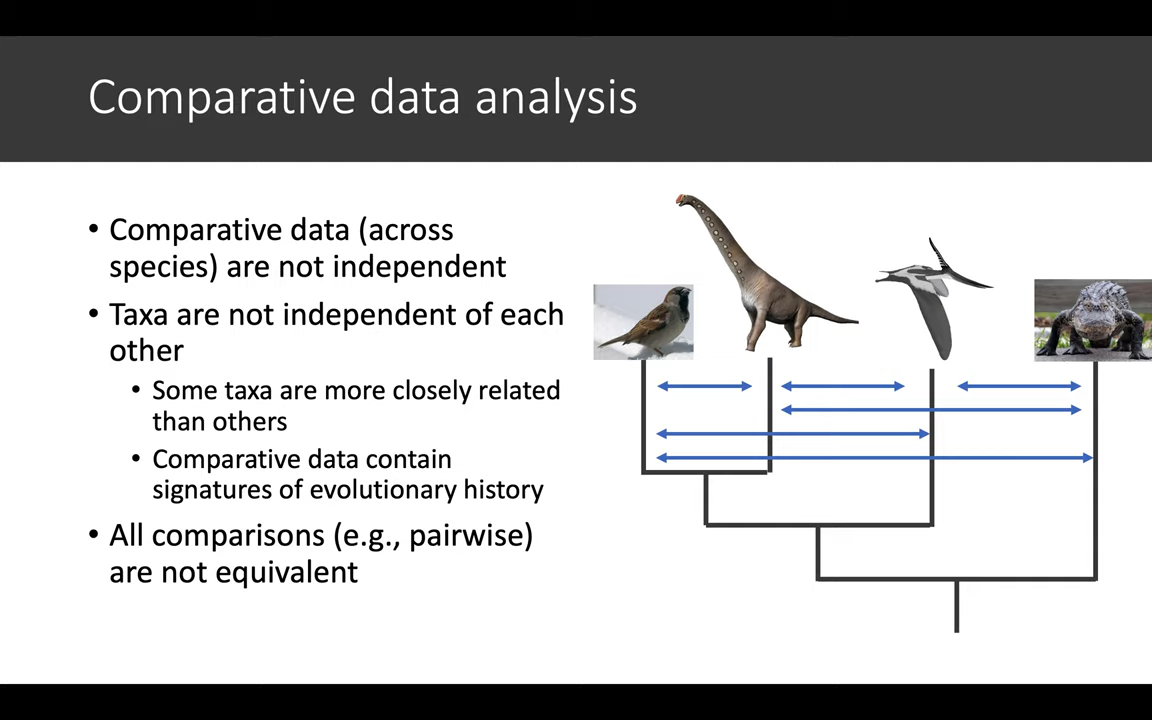 Comparative data analysis
• Comparative data (across
species) are not independent
• Taxa are not independent of each
other
• Some taxa are more closely related
than others
• Comparative data contain
signatures of evolutionary history
• All comparisons (e.g., pairwise)
are not equivalent